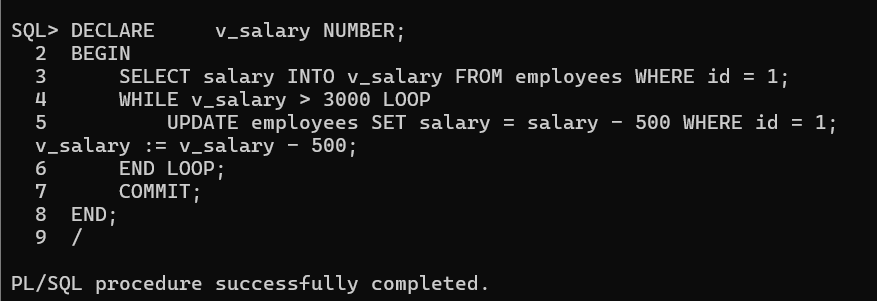 SQL> DECLARE     v_salary NUMBER;
  2  BEGIN
  3      SELECT salary INTO v_salary FROM employees WHERE id = 1;
  4      WHILE v_salary > 3000 LOOP
  5          UPDATE employees SET salary = salary - 500 WHERE id = 1;
  v_salary := v_salary - 500;
  6      END LOOP;
  7      COMMIT;
  8  END;
  9  /
PL/SQL procedure successfully completed.